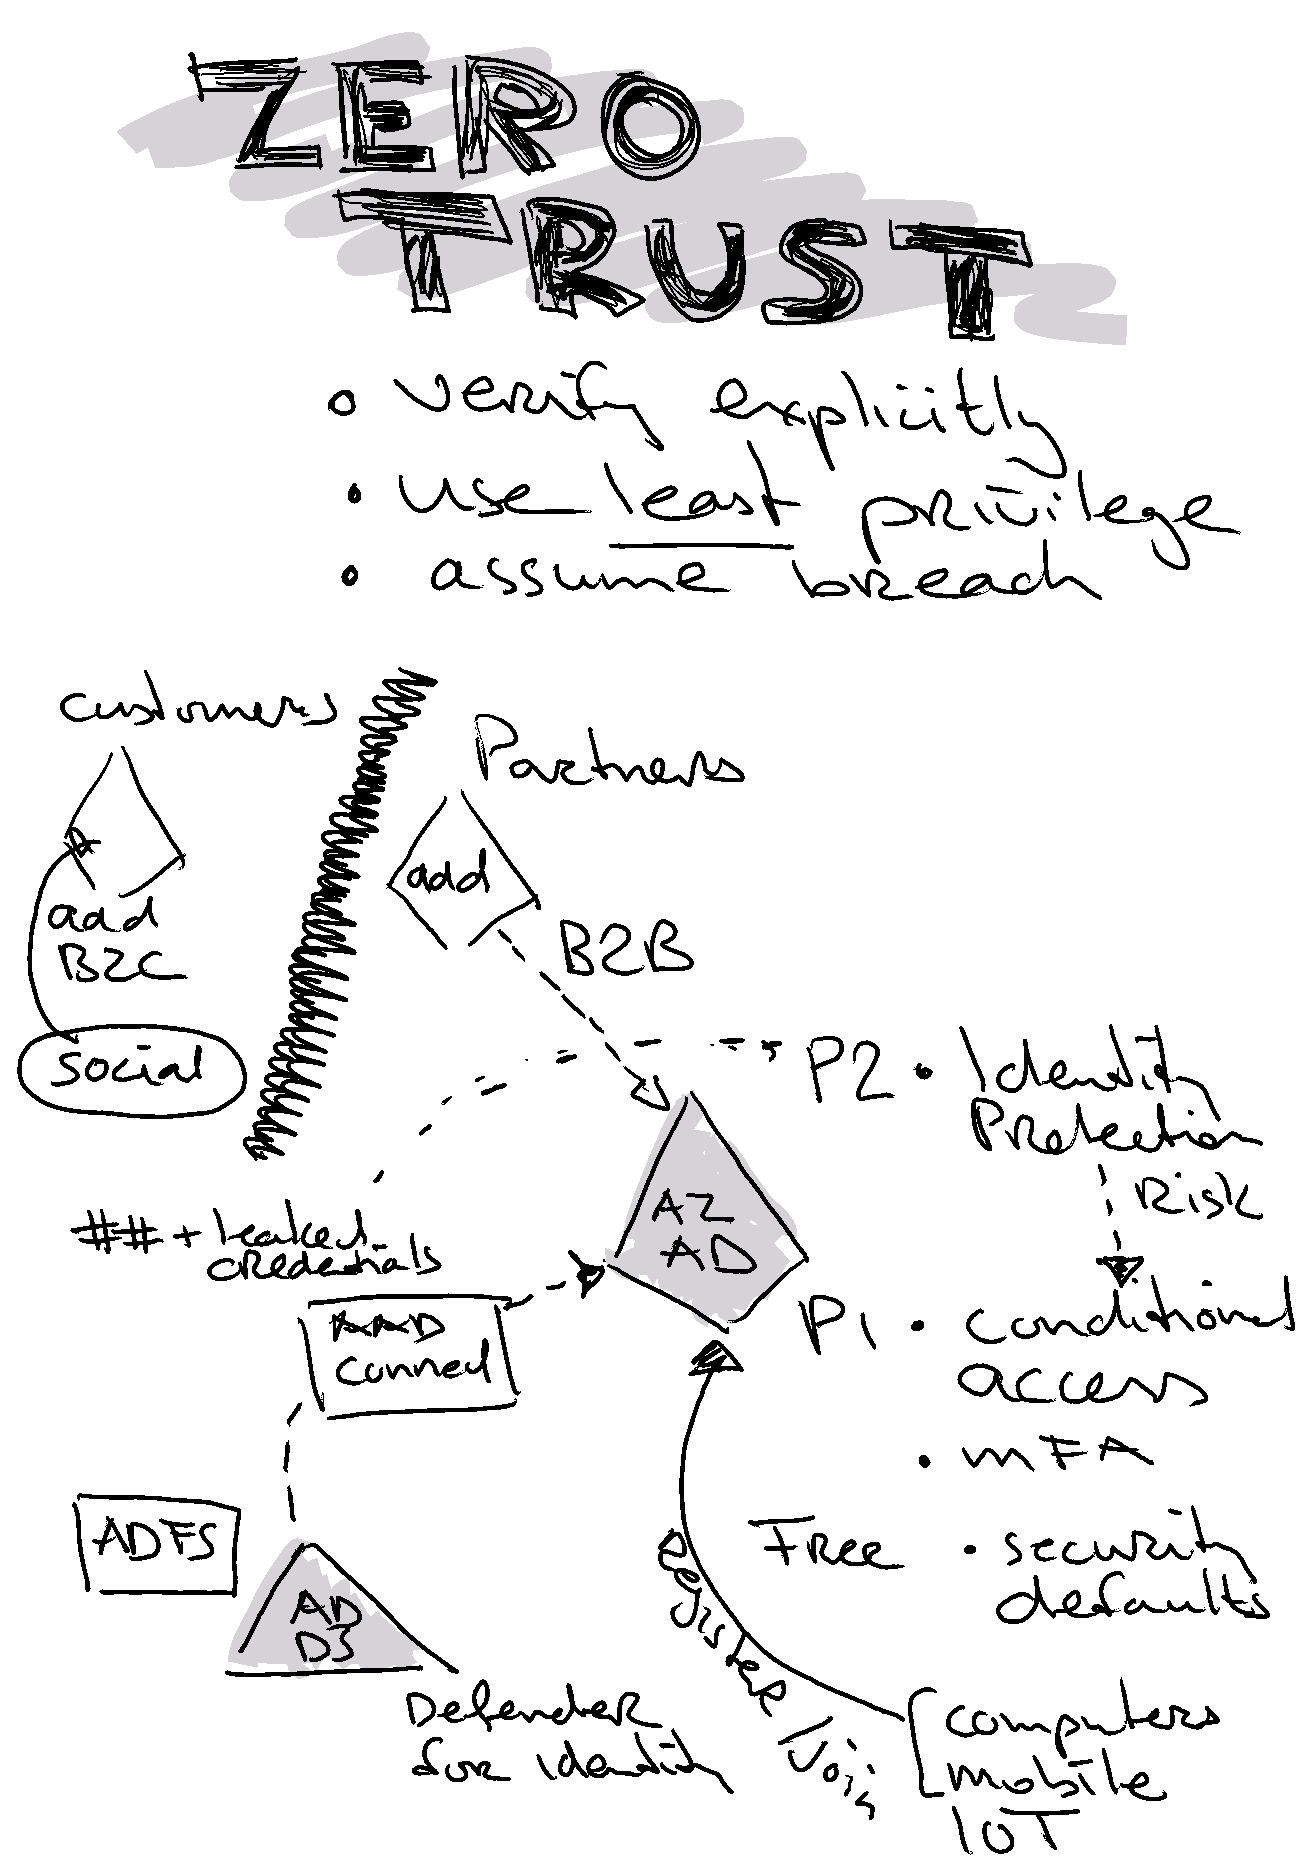 ZERO
TRUST
verify explicitly
use least privilege
assume breach
customers
Partners
aad
aad
B2C
B2B
social
P2 • Identity
Protection
Risk
AZ
AD
## + leaked
credentials
AAD
connect
P1 • conditional
access
• MFA
ADFS
Free • security
defaults
AD
DS
Register/Join
Defender
for identity
computers
mobile
IoT